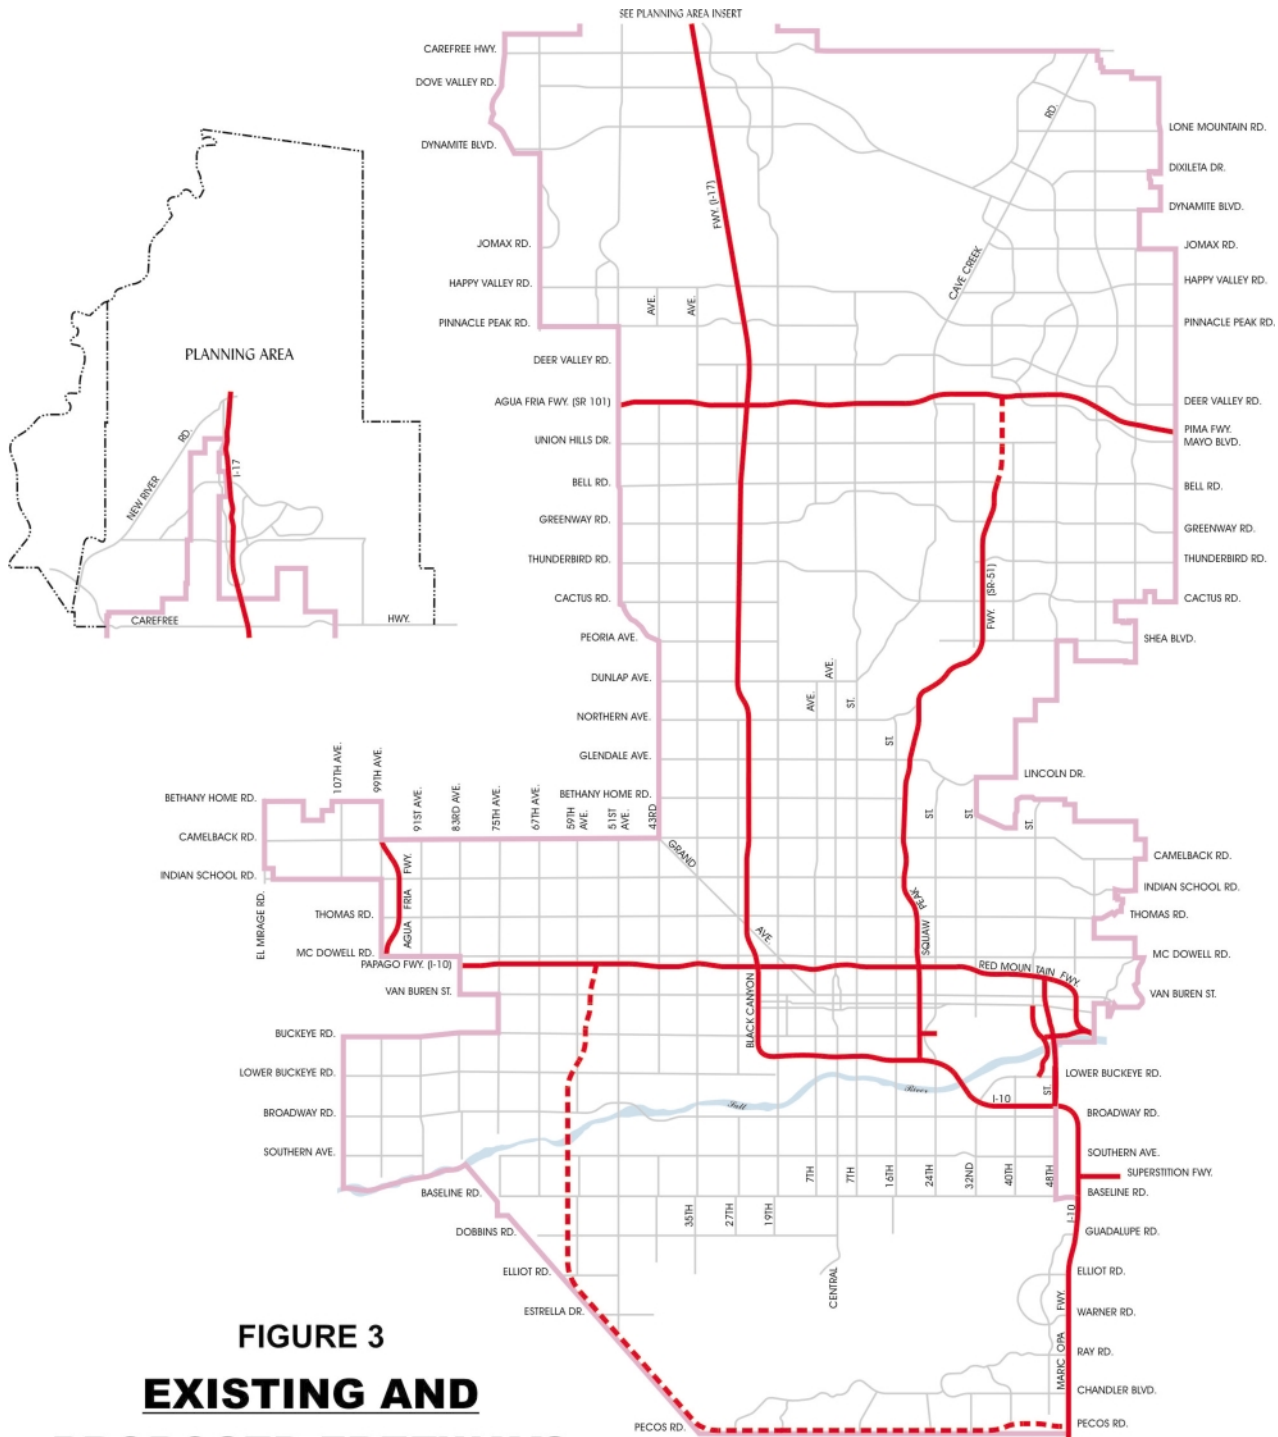 SEE PLANNING AREA INSERT
CAREFREE HWY.
DOVE VALLEY RD.
DYNAMITE BLVD.
JOMAX RD.
HAPPY VALLEY RD.
PINNACLE PEAK RD.
DEER VALLEY RD.
AGUA FRIA FWY. (SR 101)
UNION HILLS DR.
BELL RD.
GREENWAY RD.
THUNDERBIRD RD.
CACTUS RD.
PEORIA AVE.
DUNLAP AVE.
NORTHERN AVE.
GLENDALE AVE.
BETHANY HOME RD.
RD.
LONE MOUNTAIN RD.
DIXILETA DR.
DYNAMITE BLVD.
JOMAX RD.
HAPPY VALLEY RD.
PINNACLE PEAK RD.
DEER VALLEY RD.
PIMA FWY.
MAYO BLVD.
BELL RD.
GREENWAY RD.
THUNDERBIRD RD.
CACTUS RD.
SHEA BLVD.
LINCOLN DR.
CAMELBACK RD.
INDIAN SCHOOL RD.
THOMAS RD.
MC DOWELL RD.
VAN BUREN ST.
FWY. (I-17)
CAVE CREEK
AVE.
AVE.
FWY. (SR-51)
AVE.
AVE.
ST.
ST.
ST.
ST.
ST.
PLANNING AREA
NEW RIVER
RD.
I-17
CAREFREE
HWY.
BETHANY HOME RD.
CAMELBACK RD.
INDIAN SCHOOL RD.
EL MIRAGE RD.
THOMAS RD.
MC DOWELL RD.
PAPAGO FWY. (I-10)
VAN BUREN ST.
BUCKEYE RD.
LOWER BUCKEYE RD.
BROADWAY RD.
SOUTHERN AVE.
BASELINE RD.
DOBBINS RD.
ELLIOT RD.
ESTRELLA DR.
PECOS RD.
107TH AVE.
99TH AVE.
91ST AVE.
83RD AVE.
75TH AVE.
67TH AVE.
59TH AVE.
51ST AVE.
43RD
AGUA FRIA FWY.
GRAND
AVE
BLACK CANYON
SQUAW PEAK
RED MOUNTAIN FWY
Salt
River
I-10
ST.
LOWER BUCKEYE RD.
BROADWAY RD.
SOUTHERN AVE.
SUPERSTITION FWY.
BASELINE RD.
GUADALUPE RD.
ELLIOT RD.
WARNER RD.
RAY RD.
CHANDLER BLVD.
PECOS RD.
I-10
MARICOPA FWY.
35TH
27TH
19TH
7TH
CENTRAL
7TH
16TH
24TH
32ND
40TH
48TH
FIGURE 3
EXISTING AND